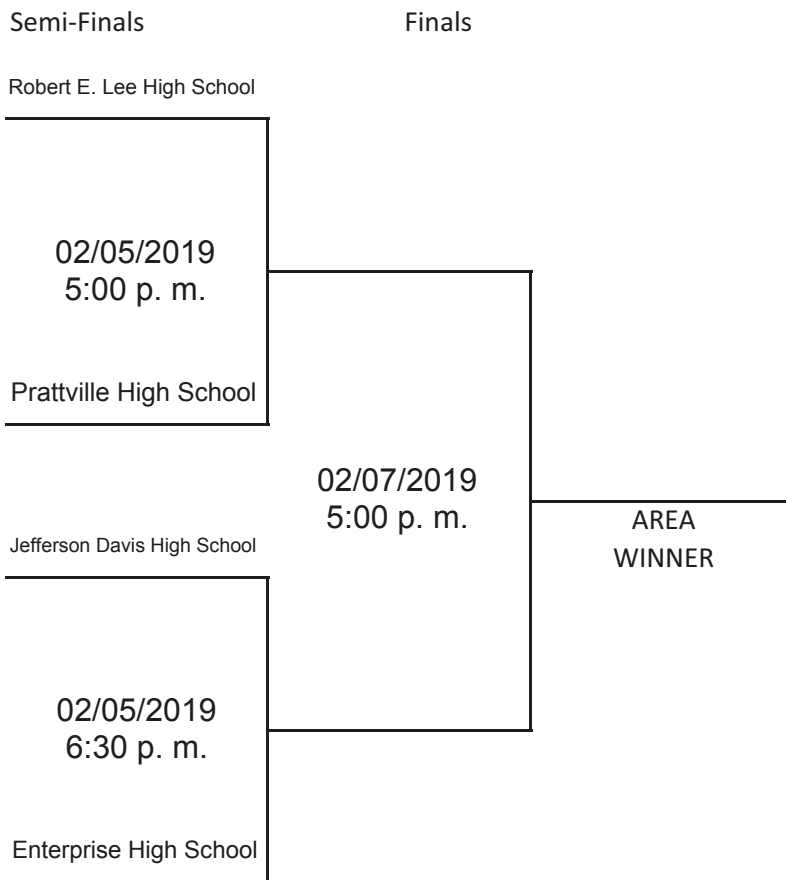 Semi-Finals
Finals
Robert E. Lee High School
02/05/2019
5:00 p. m.
Prattville High School
02/07/2019
5:00 p. m.
AREA
WINNER
Jefferson Davis High School
02/05/2019
6:30 p. m.
Enterprise High School